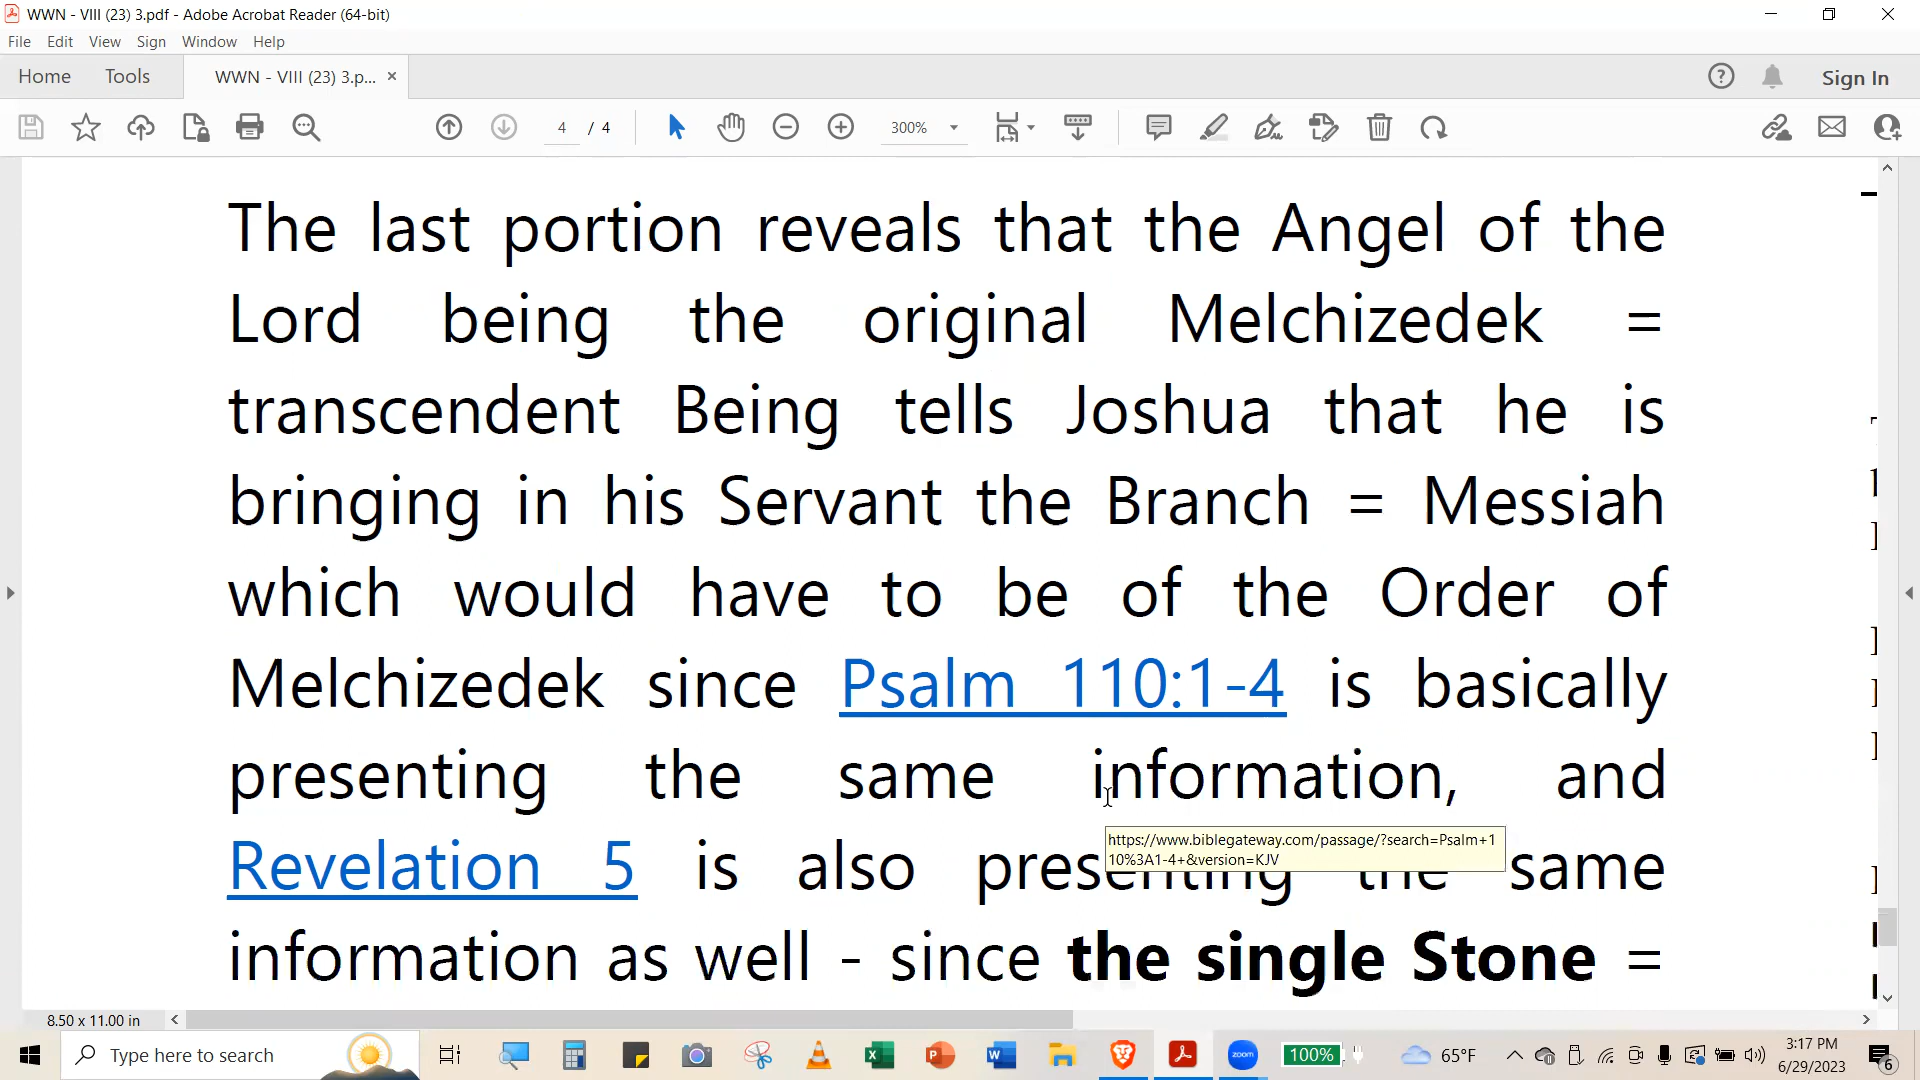 WWN - VIII (23) 3.pdf - Adobe Acrobat Reader (64-bit)
File Edit View Sign Window Help
Home Tools WWN - VIII (23) 3.p... × Sign In
4 / 4 300%
The last portion reveals that the Angel of the
Lord being the original Melchizedek =
transcendent Being tells Joshua that he is
bringing in his Servant the Branch = Messiah
which would have to be of the Order of
Melchizedek since Psalm 110:1-4 is basically
presenting the same information, and
Revelation 5 is also presenting the same
https://www.biblegateway.com/passage/?search=Psalm+1
10%3A1-4+&version=KJV
information as well - since the single Stone =
8.50 x 11.00 in
Type here to search zoom 100% 65°F 3:17 PM
6/29/2023 6